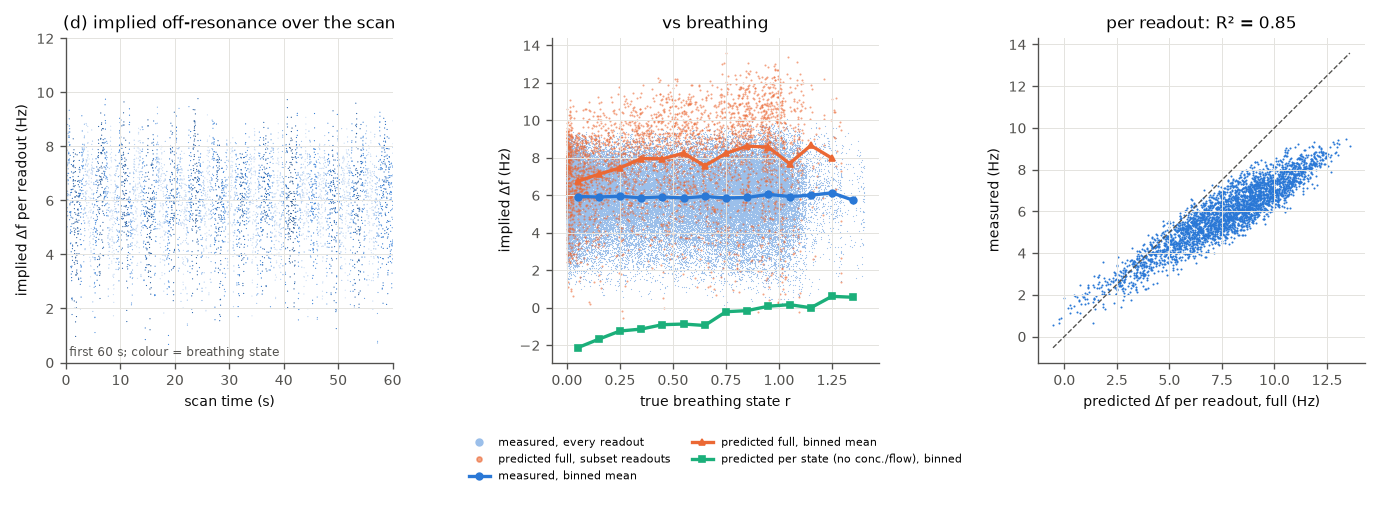 (d) implied off-resonance over the scan
implied Δf per readout (Hz)
12
10
8
6
4
2
0
first 60 s; colour = breathing state
0 10 20 30 40 50 60
scan time (s)
vs breathing
implied Δf (Hz)
14
12
10
8
6
4
2
0
−2
0.00 0.25 0.50 0.75 1.00 1.25
true breathing state r
per readout: R² = 0.85
measured (Hz)
14
12
10
8
6
4
2
0
0.0 2.5 5.0 7.5 10.0 12.5
predicted Δf per readout, full (Hz)
measured, every readout
predicted full, subset readouts
measured, binned mean
predicted full, binned mean
predicted per state (no conc./flow), binned